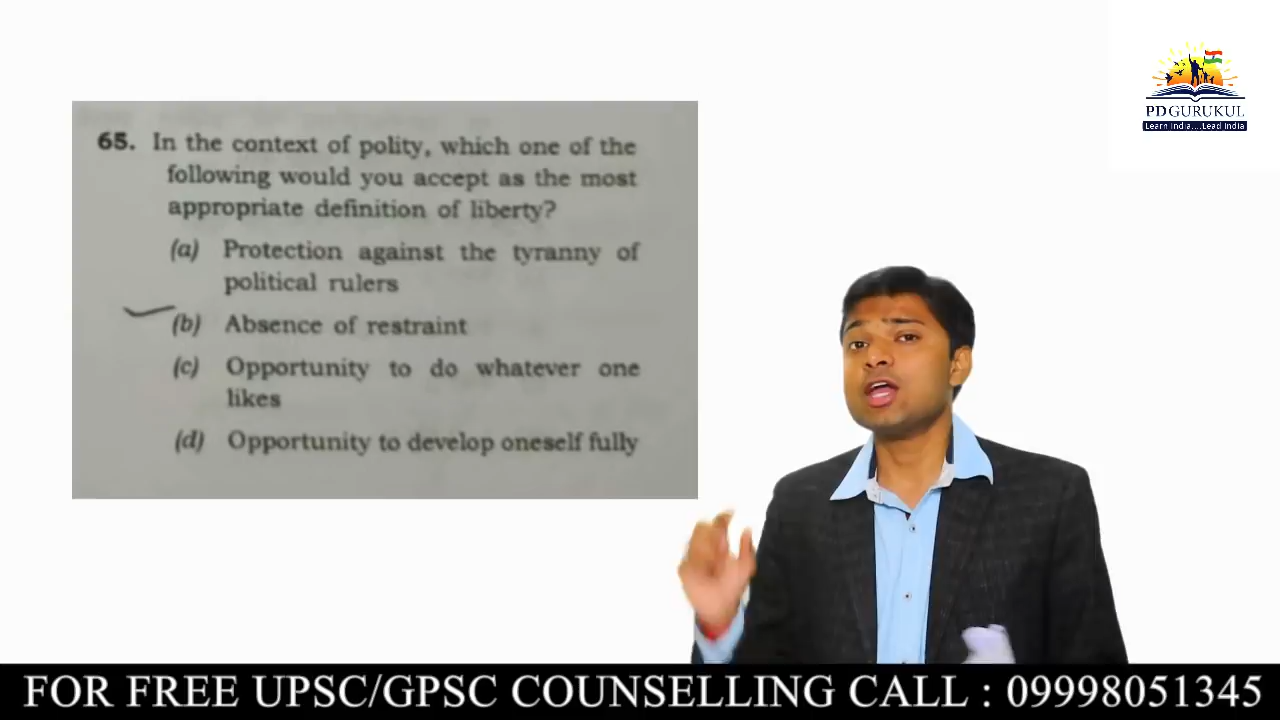 65. In the context of polity, which one of the
following would you accept as the most
appropriate definition of liberty?
(a) Protection against the tyranny of
political rulers
(b) Absence of restraint
(c) Opportunity to do whatever one
likes
(d) Opportunity to develop oneself fully
PDGURUKUL
Learn India....Lead India
FOR FREE UPSC/GPSC COUNSELLING CALL : 09998051345